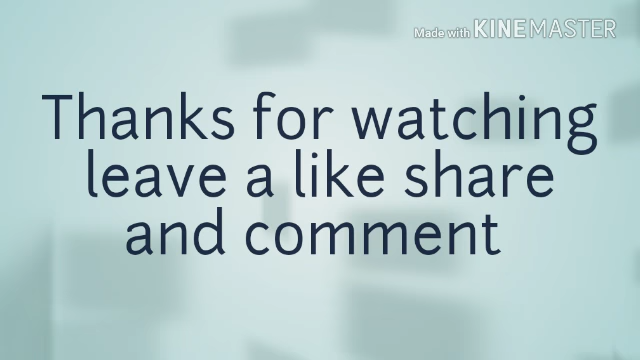 Made with KINEMASTER
Thanks for watching
leave a like share
and comment